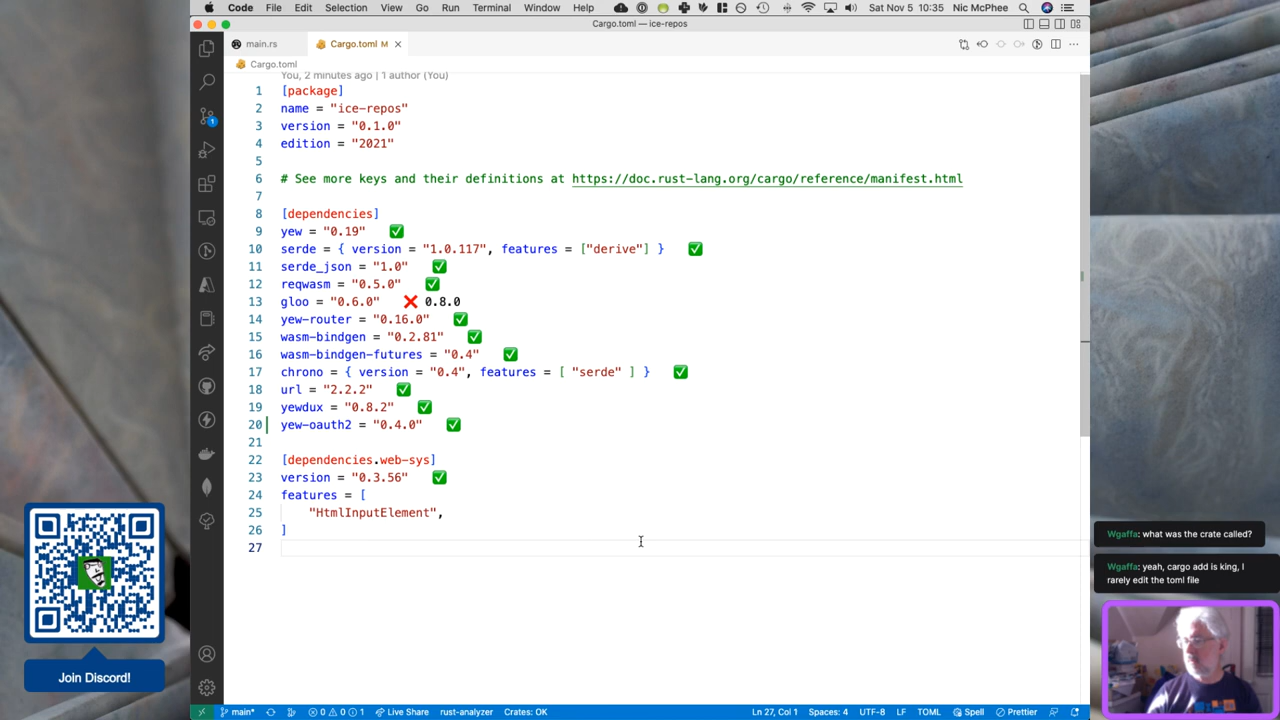 Code File Edit Selection View Go Run Terminal Window Help Sat Nov 5 10:35 Nic McPhee
Cargo.toml — ice-repos
main.rs Cargo.toml M
Cargo.toml
You, 2 minutes ago | 1 author (You)
1 [package]
2 name = "ice-repos"
3 version = "0.1.0"
4 edition = "2021"
5
6 # See more keys and their definitions at https://doc.rust-lang.org/cargo/reference/manifest.html
7
8 [dependencies]
9 yew = "0.19" ✅
10 serde = { version = "1.0.117", features = ["derive"] } ✅
11 serde_json = "1.0" ✅
12 reqwasm = "0.5.0" ✅
13 gloo = "0.6.0" ❌ 0.8.0
14 yew-router = "0.16.0" ✅
15 wasm-bindgen = "0.2.81" ✅
16 wasm-bindgen-futures = "0.4" ✅
17 chrono = { version = "0.4", features = [ "serde" ] } ✅
18 url = "2.2.2" ✅
19 yewdux = "0.8.2" ✅
20 yew-oauth2 = "0.4.0" ✅
21
22 [dependencies.web-sys]
23 version = "0.3.56" ✅
24 features = [
25 "HtmlInputElement",
26 ]
27
Wgaffa: what was the crate called?
Wgaffa: yeah, cargo add is king, I
rarely edit the toml file
Join Discord!
main* 0 0 1 Live Share rust-analyzer Crates: OK Ln 27, Col 1 Spaces: 4 UTF-8 LF TOML Spell Prettier